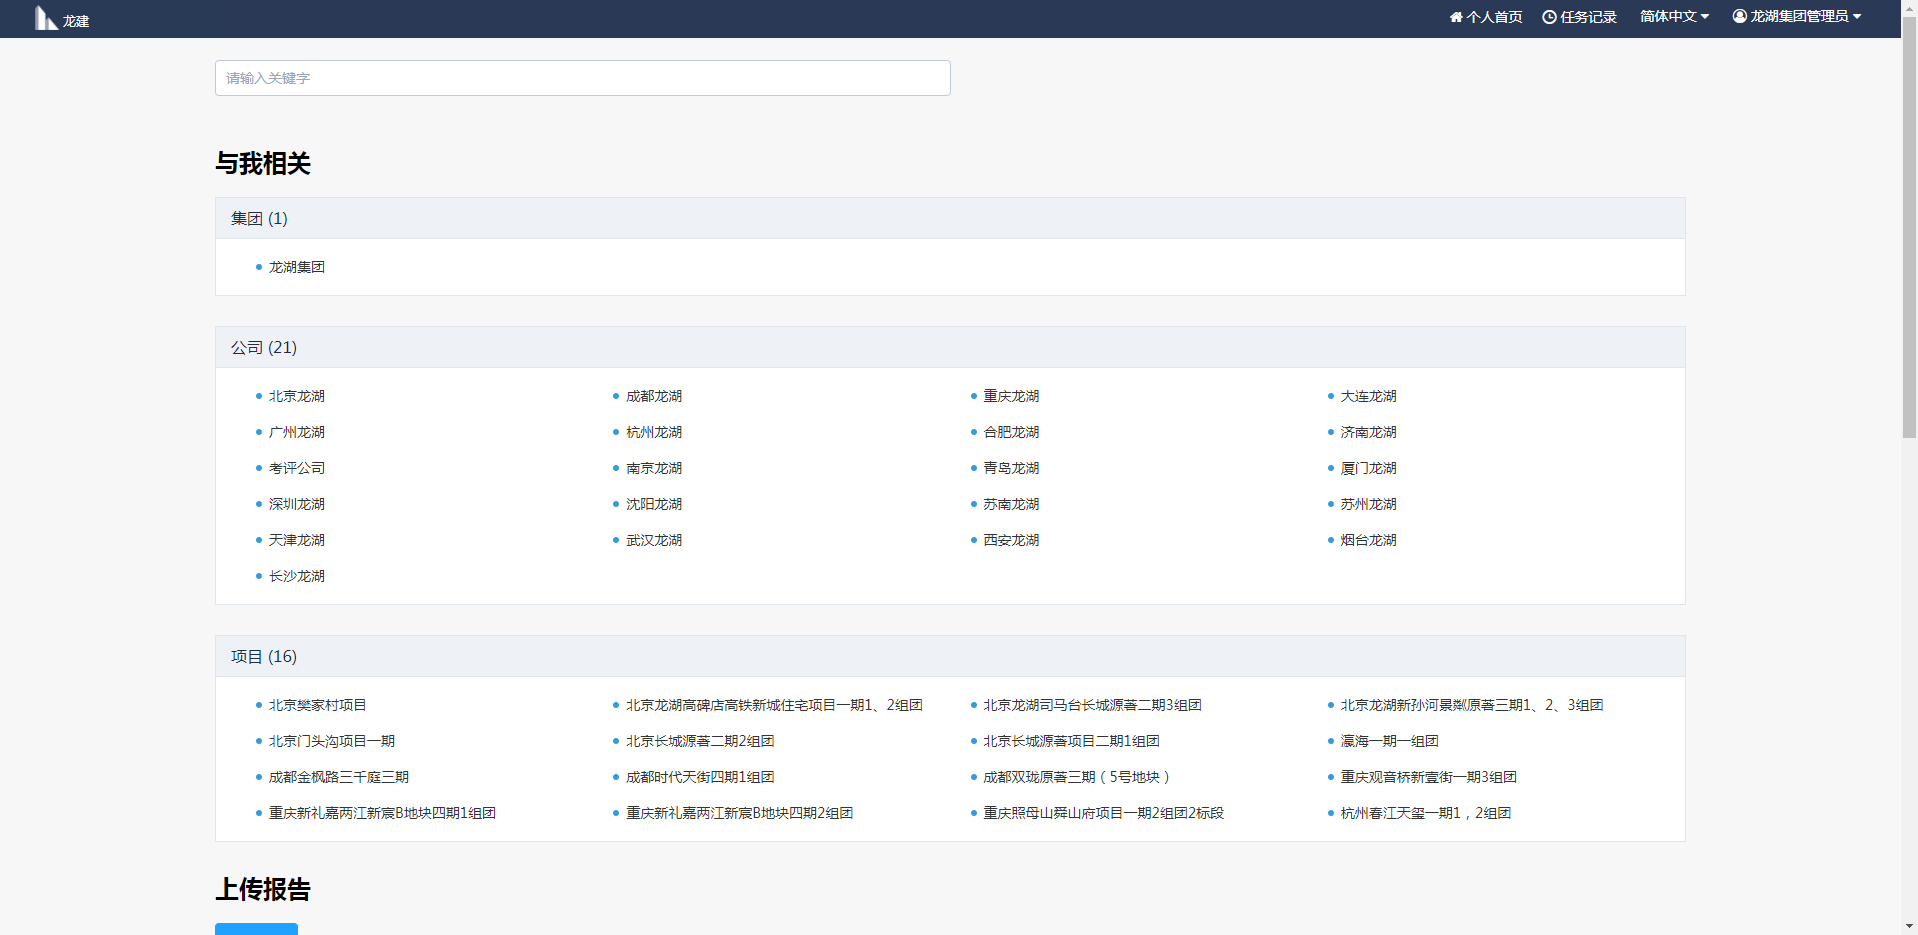 龙建
个人首页 任务记录 简体中文 龙湖集团管理员
请输入关键字
与我相关
集团 (1)
龙湖集团
公司 (21)
北京龙湖 成都龙湖 重庆龙湖 大连龙湖
广州龙湖 杭州龙湖 合肥龙湖 济南龙湖
考评公司 南京龙湖 青岛龙湖 厦门龙湖
深圳龙湖 沈阳龙湖 苏南龙湖 苏州龙湖
天津龙湖 武汉龙湖 西安龙湖 烟台龙湖
长沙龙湖
项目 (16)
北京樊家村项目 北京龙湖高碑店高铁新城住宅项目一期1、2组团 北京龙湖司马台长城源著二期3组团 北京龙湖新孙河景粼原著三期1、2、3组团
北京门头沟项目一期 北京长城源著二期2组团 北京长城源著项目二期1组团 瀛海一期一组团
成都金枫路三千庭三期 成都时代天街四期1组团 成都双珑原著三期（5号地块） 重庆观音桥新壹街一期3组团
重庆新礼嘉两江新宸B地块四期1组团 重庆新礼嘉两江新宸B地块四期2组团 重庆照母山舜山府项目一期2组团2标段 杭州春江天玺一期1，2组团
上传报告